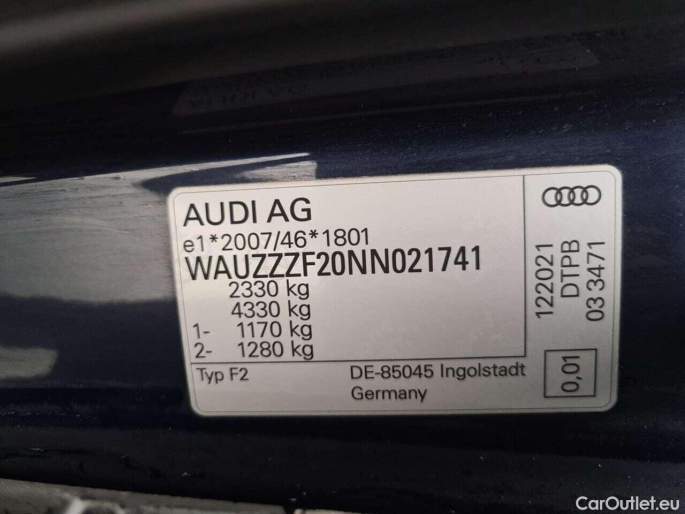 AUDI AG
e1*2007/46*1801
WAUZZZF20NN021741
2330 kg
4330 kg
1- 1170 kg
2- 1280 kg
Typ F2
DE-85045 Ingolstadt
Germany
122021
DTPB
03 3471
0,01
CarOutlet.eu